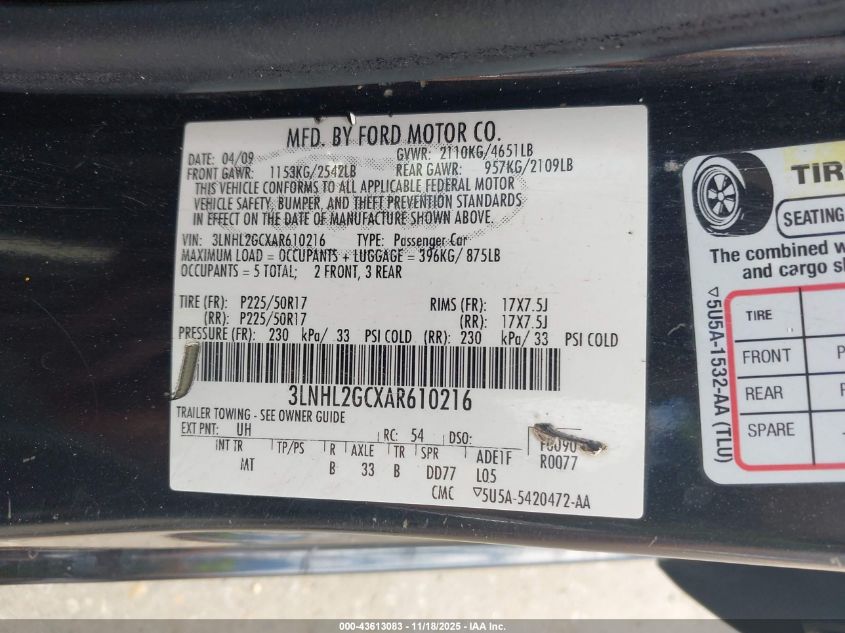 MFD. BY FORD MOTOR CO.
DATE: 04/09 GVWR: 2110KG/4651LB
FRONT GAWR: 1153KG/2542LB REAR GAWR: 957KG/2109LB
THIS VEHICLE CONFORMS TO ALL APPLICABLE FEDERAL MOTOR
VEHICLE SAFETY, BUMPER, AND THEFT PREVENTION STANDARDS
IN EFFECT ON THE DATE OF MANUFACTURE SHOWN ABOVE.
VIN: 3LNHL2GCXAR610216 TYPE: Passenger Car
MAXIMUM LOAD = OCCUPANTS + LUGGAGE = 396KG/ 875LB
OCCUPANTS = 5 TOTAL; 2 FRONT, 3 REAR
TIRE (FR): P225/50R17 RIMS (FR): 17X7.5J
(RR): P225/50R17 (RR): 17X7.5J
PRESSURE (FR): 230 kPa/ 33 PSI COLD (RR): 230 kPa/ 33 PSI COLD
3LNHL2GCXAR610216
TRAILER TOWING - SEE OWNER GUIDE
EXT PNT: UH RC: 54 DSO:
INT TR TP/PS R AXLE TR SPR ADE1F
MT B 33 B DD77 L05 R0077
CMC ▽5U5A-5420472-AA
TIR
SEATING
The combined w
and cargo sh
TIRE
FRONT P
REAR
SPARE
▽5U5A-1532-AA (TLU)
000-43613083 - 11/18/2025 - IAA Inc.